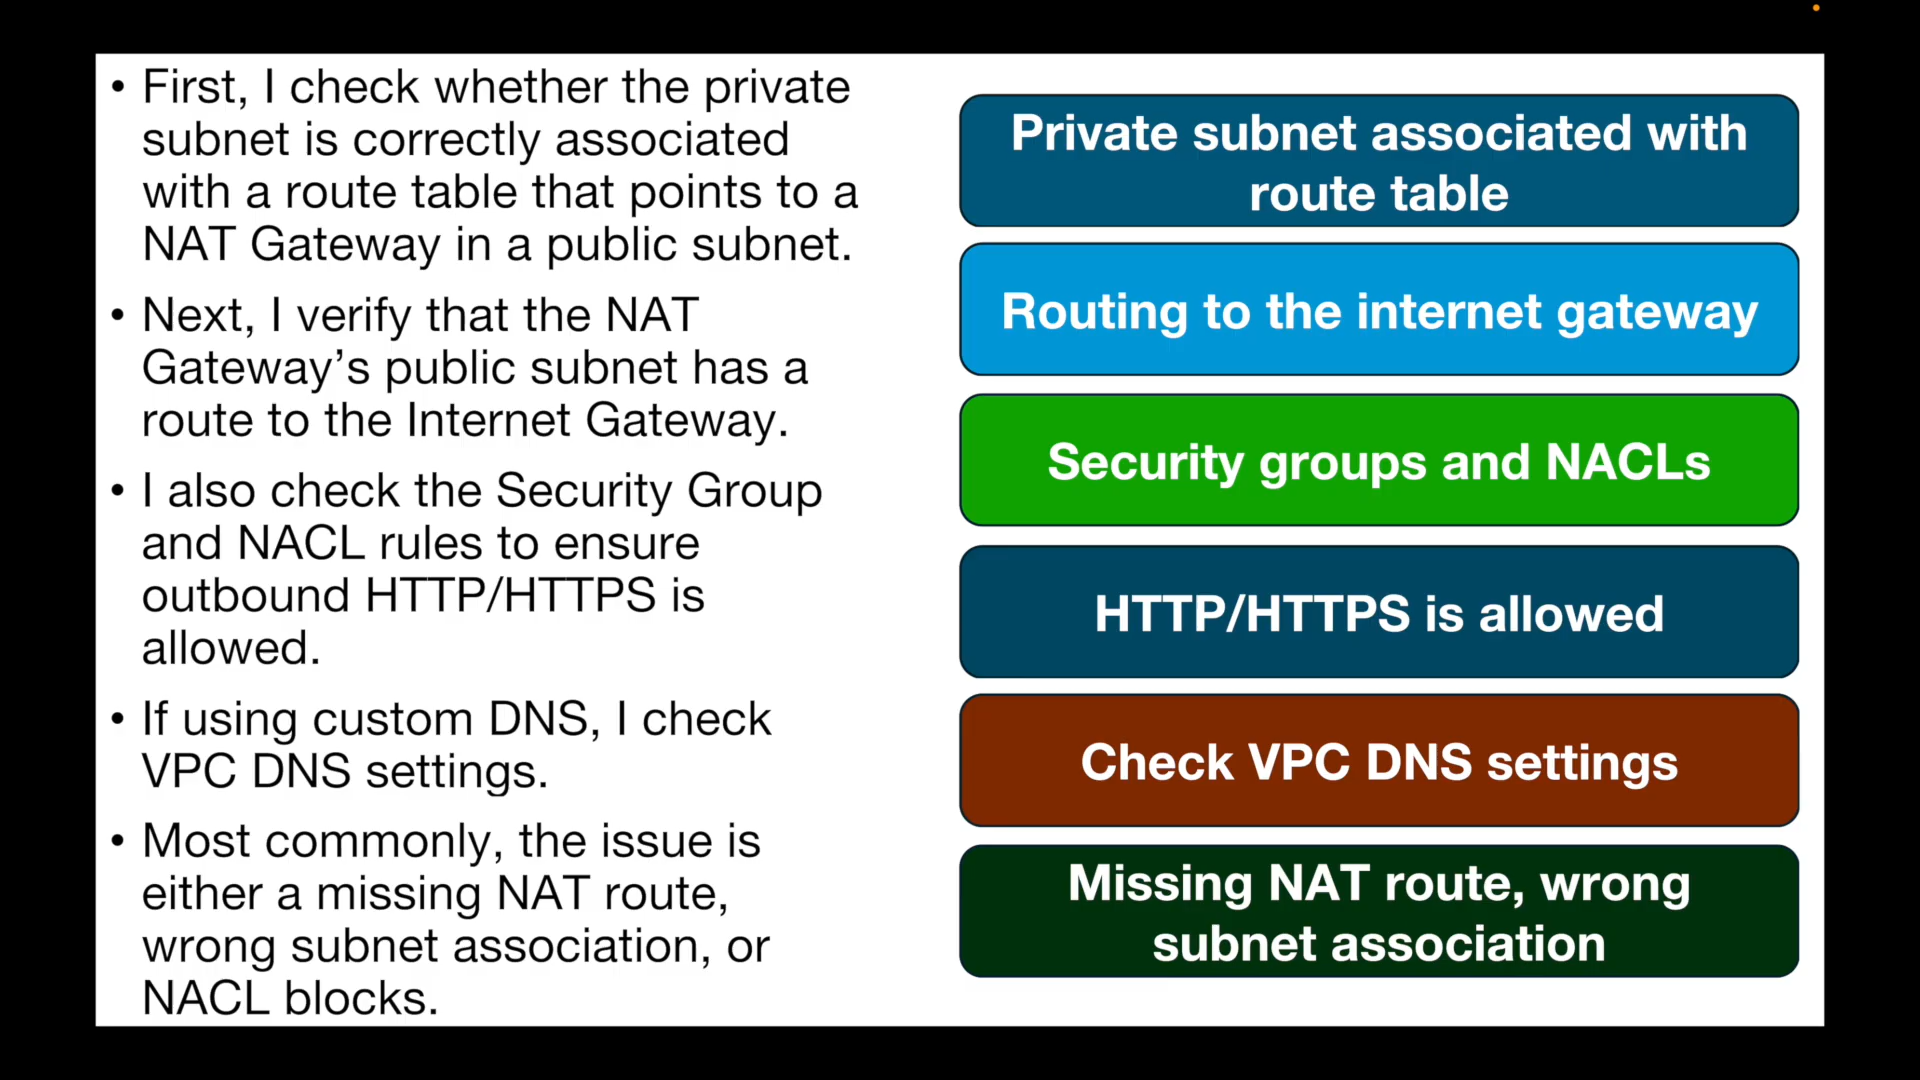 • First, I check whether the private
subnet is correctly associated
with a route table that points to a
NAT Gateway in a public subnet.
• Next, I verify that the NAT
Gateway’s public subnet has a
route to the Internet Gateway.
• I also check the Security Group
and NACL rules to ensure
outbound HTTP/HTTPS is
allowed.
• If using custom DNS, I check
VPC DNS settings.
• Most commonly, the issue is
either a missing NAT route,
wrong subnet association, or
NACL blocks.
Private subnet associated with
route table
Routing to the internet gateway
Security groups and NACLs
HTTP/HTTPS is allowed
Check VPC DNS settings
Missing NAT route, wrong
subnet association